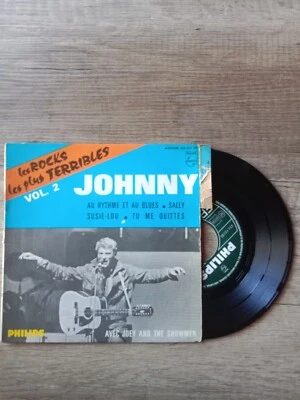 les ROCKS
les plus TERRIBLES
VOL. 2
JOHNNY
AU RYTHME ET AU BLUES • SALLY
SUSIE-LOU • TU ME QUITTES
PHILIPS
AVEC JOEY AND THE SHOWMEN
PHILIPS